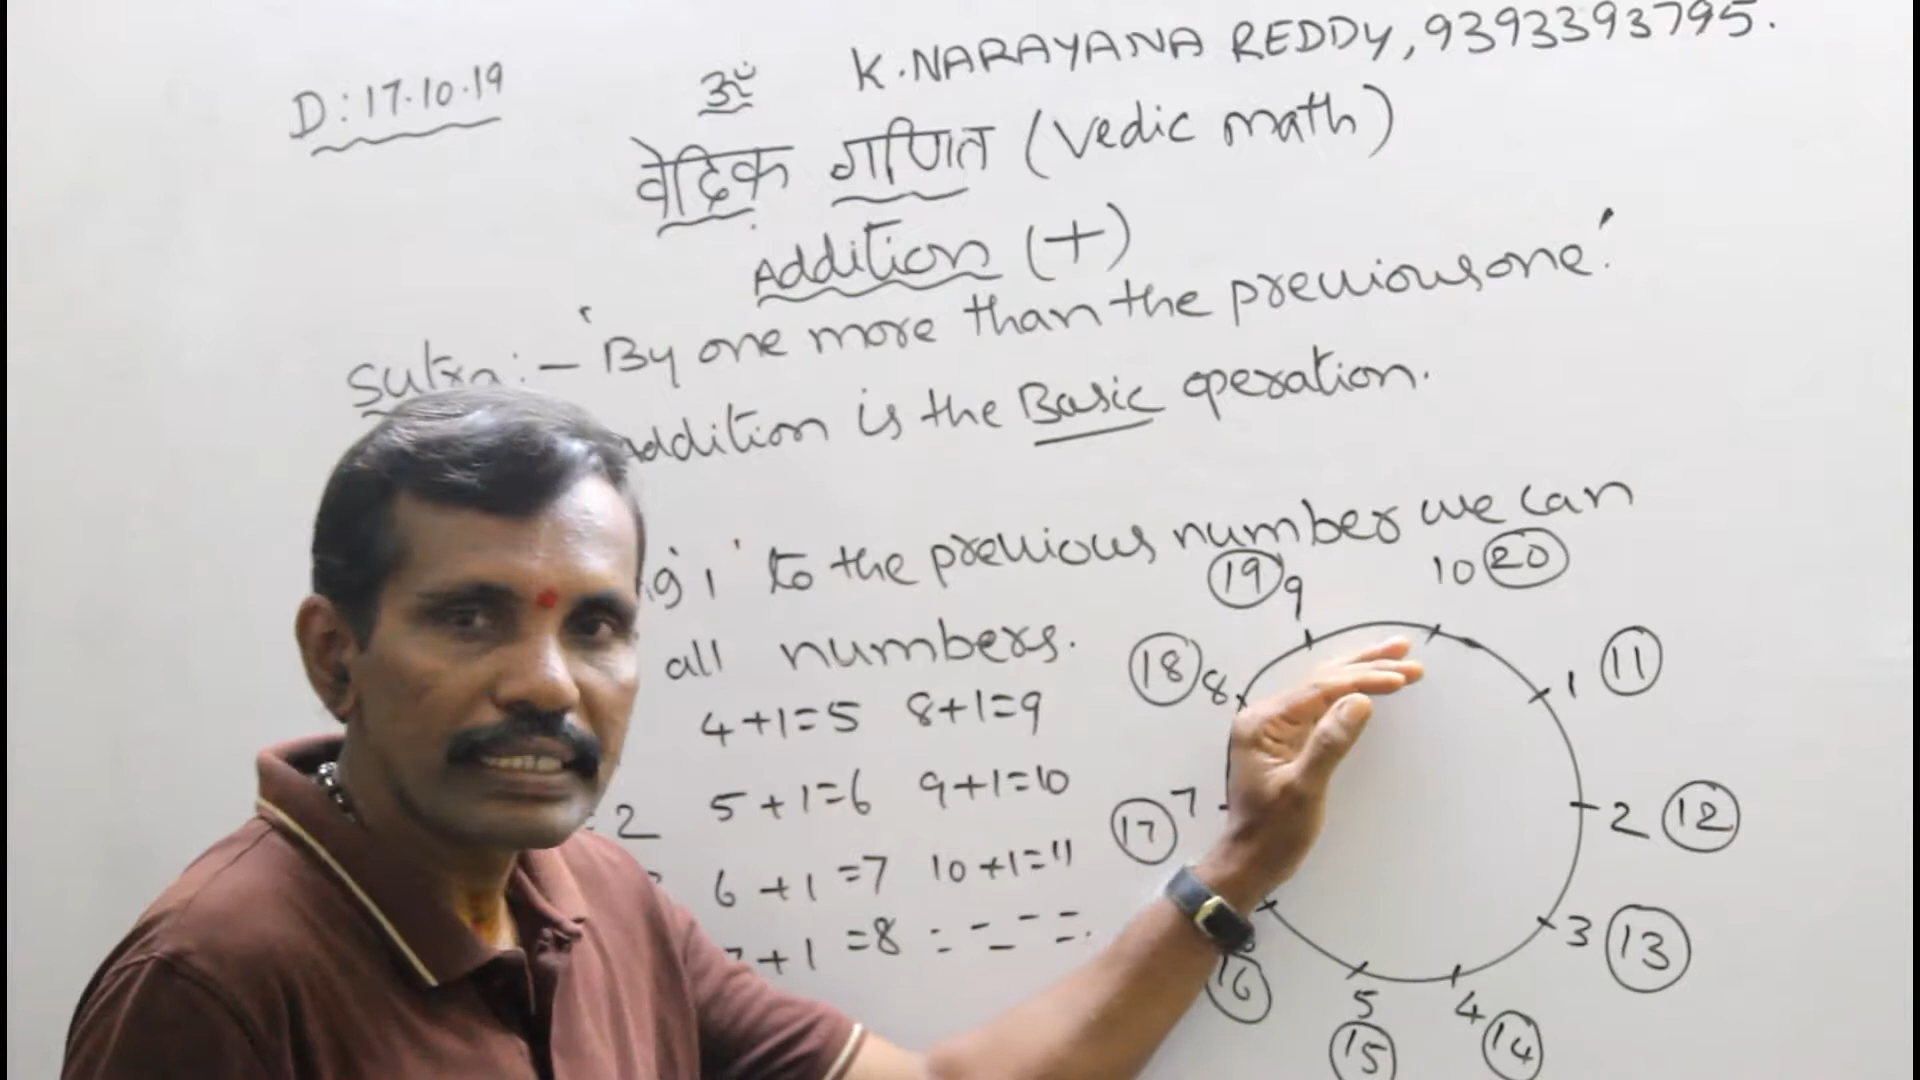 D:17.10.19
ॐ
K.NARAYANA REDDY, 9393393795.
वेदिक गणित (Vedic math)
Addition (+)
Sutra:- 'By one more than the previous one.'
addition is the Basic operation.
1' to the previous number we can
all numbers.
4+1=5 8+1=9
2 5+1=6 9+1=10
6+1=7 10+1=11
+1=8 - - - =.
19 9 10 20
18 8 1 11
17 7 2 12
3 13
16 5 4
15 14